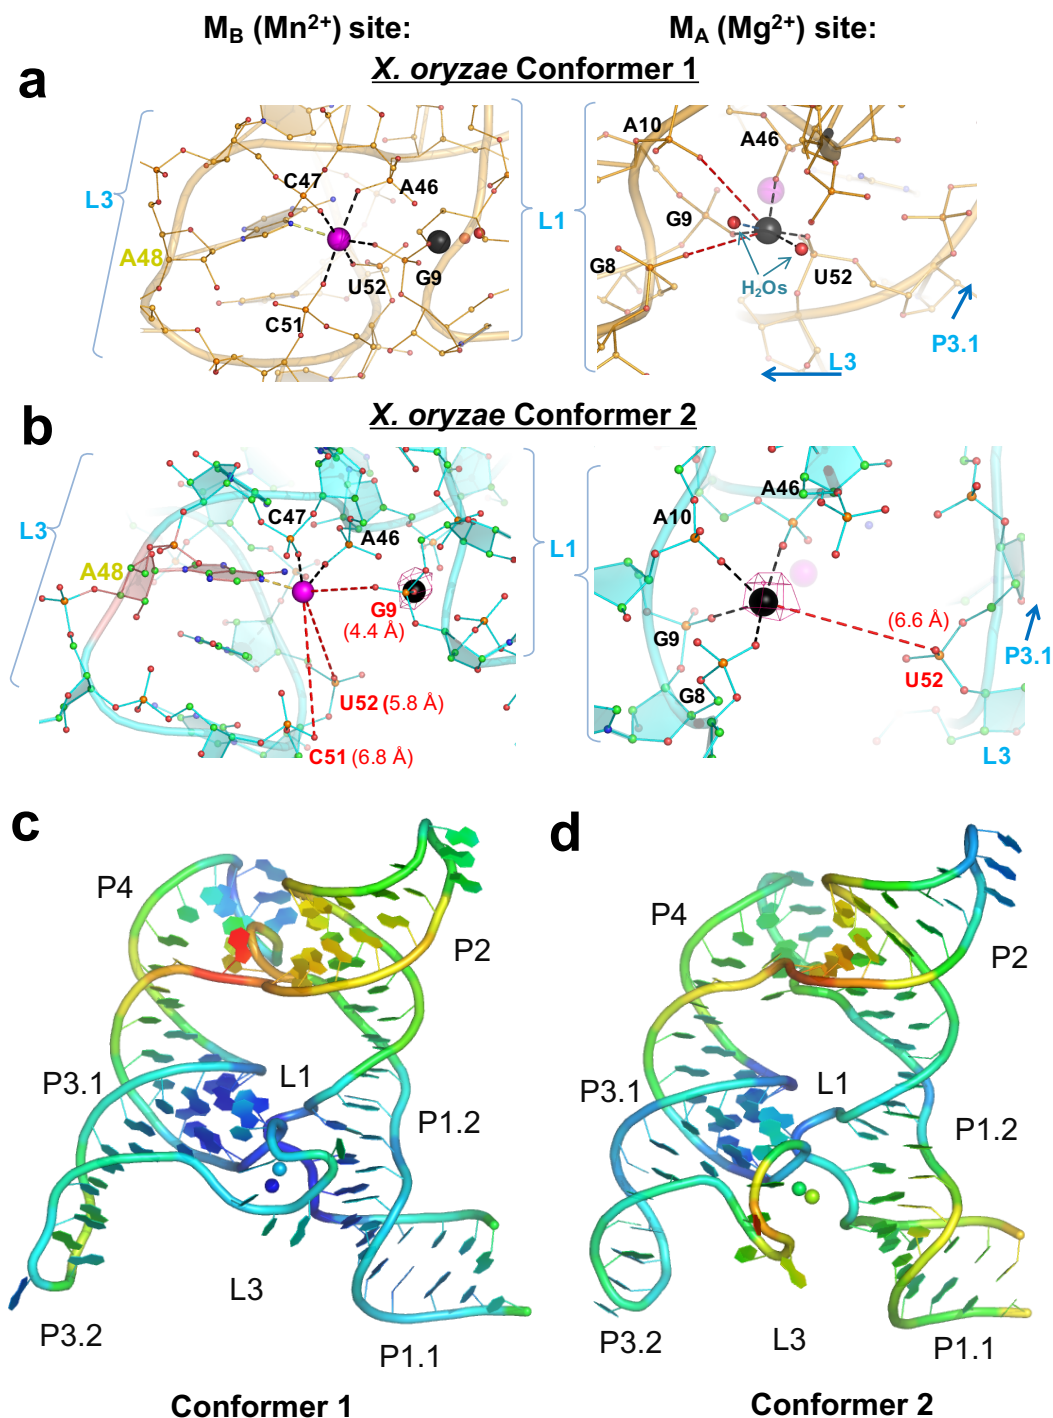 M_B (Mn²⁺) site:
M_A (Mg²⁺) site:
a
X. oryzae Conformer 1
L3
C47
A46
A48
G9
U52
C51
L1
A10
A46
G9
G8
H₂Os
U52
P3.1
L3
b
X. oryzae Conformer 2
L3
C47
A46
A48
G9
(4.4 Å)
U52 (5.8 Å)
C51 (6.8 Å)
L1
A46
A10
G9
G8
(6.6 Å)
U52
P3.1
L3
c
P4
P2
P3.1
L1
P1.2
L3
P3.2
P1.1
Conformer 1
d
P4
P2
P3.1
L1
P1.2
P3.2
L3
P1.1
Conformer 2